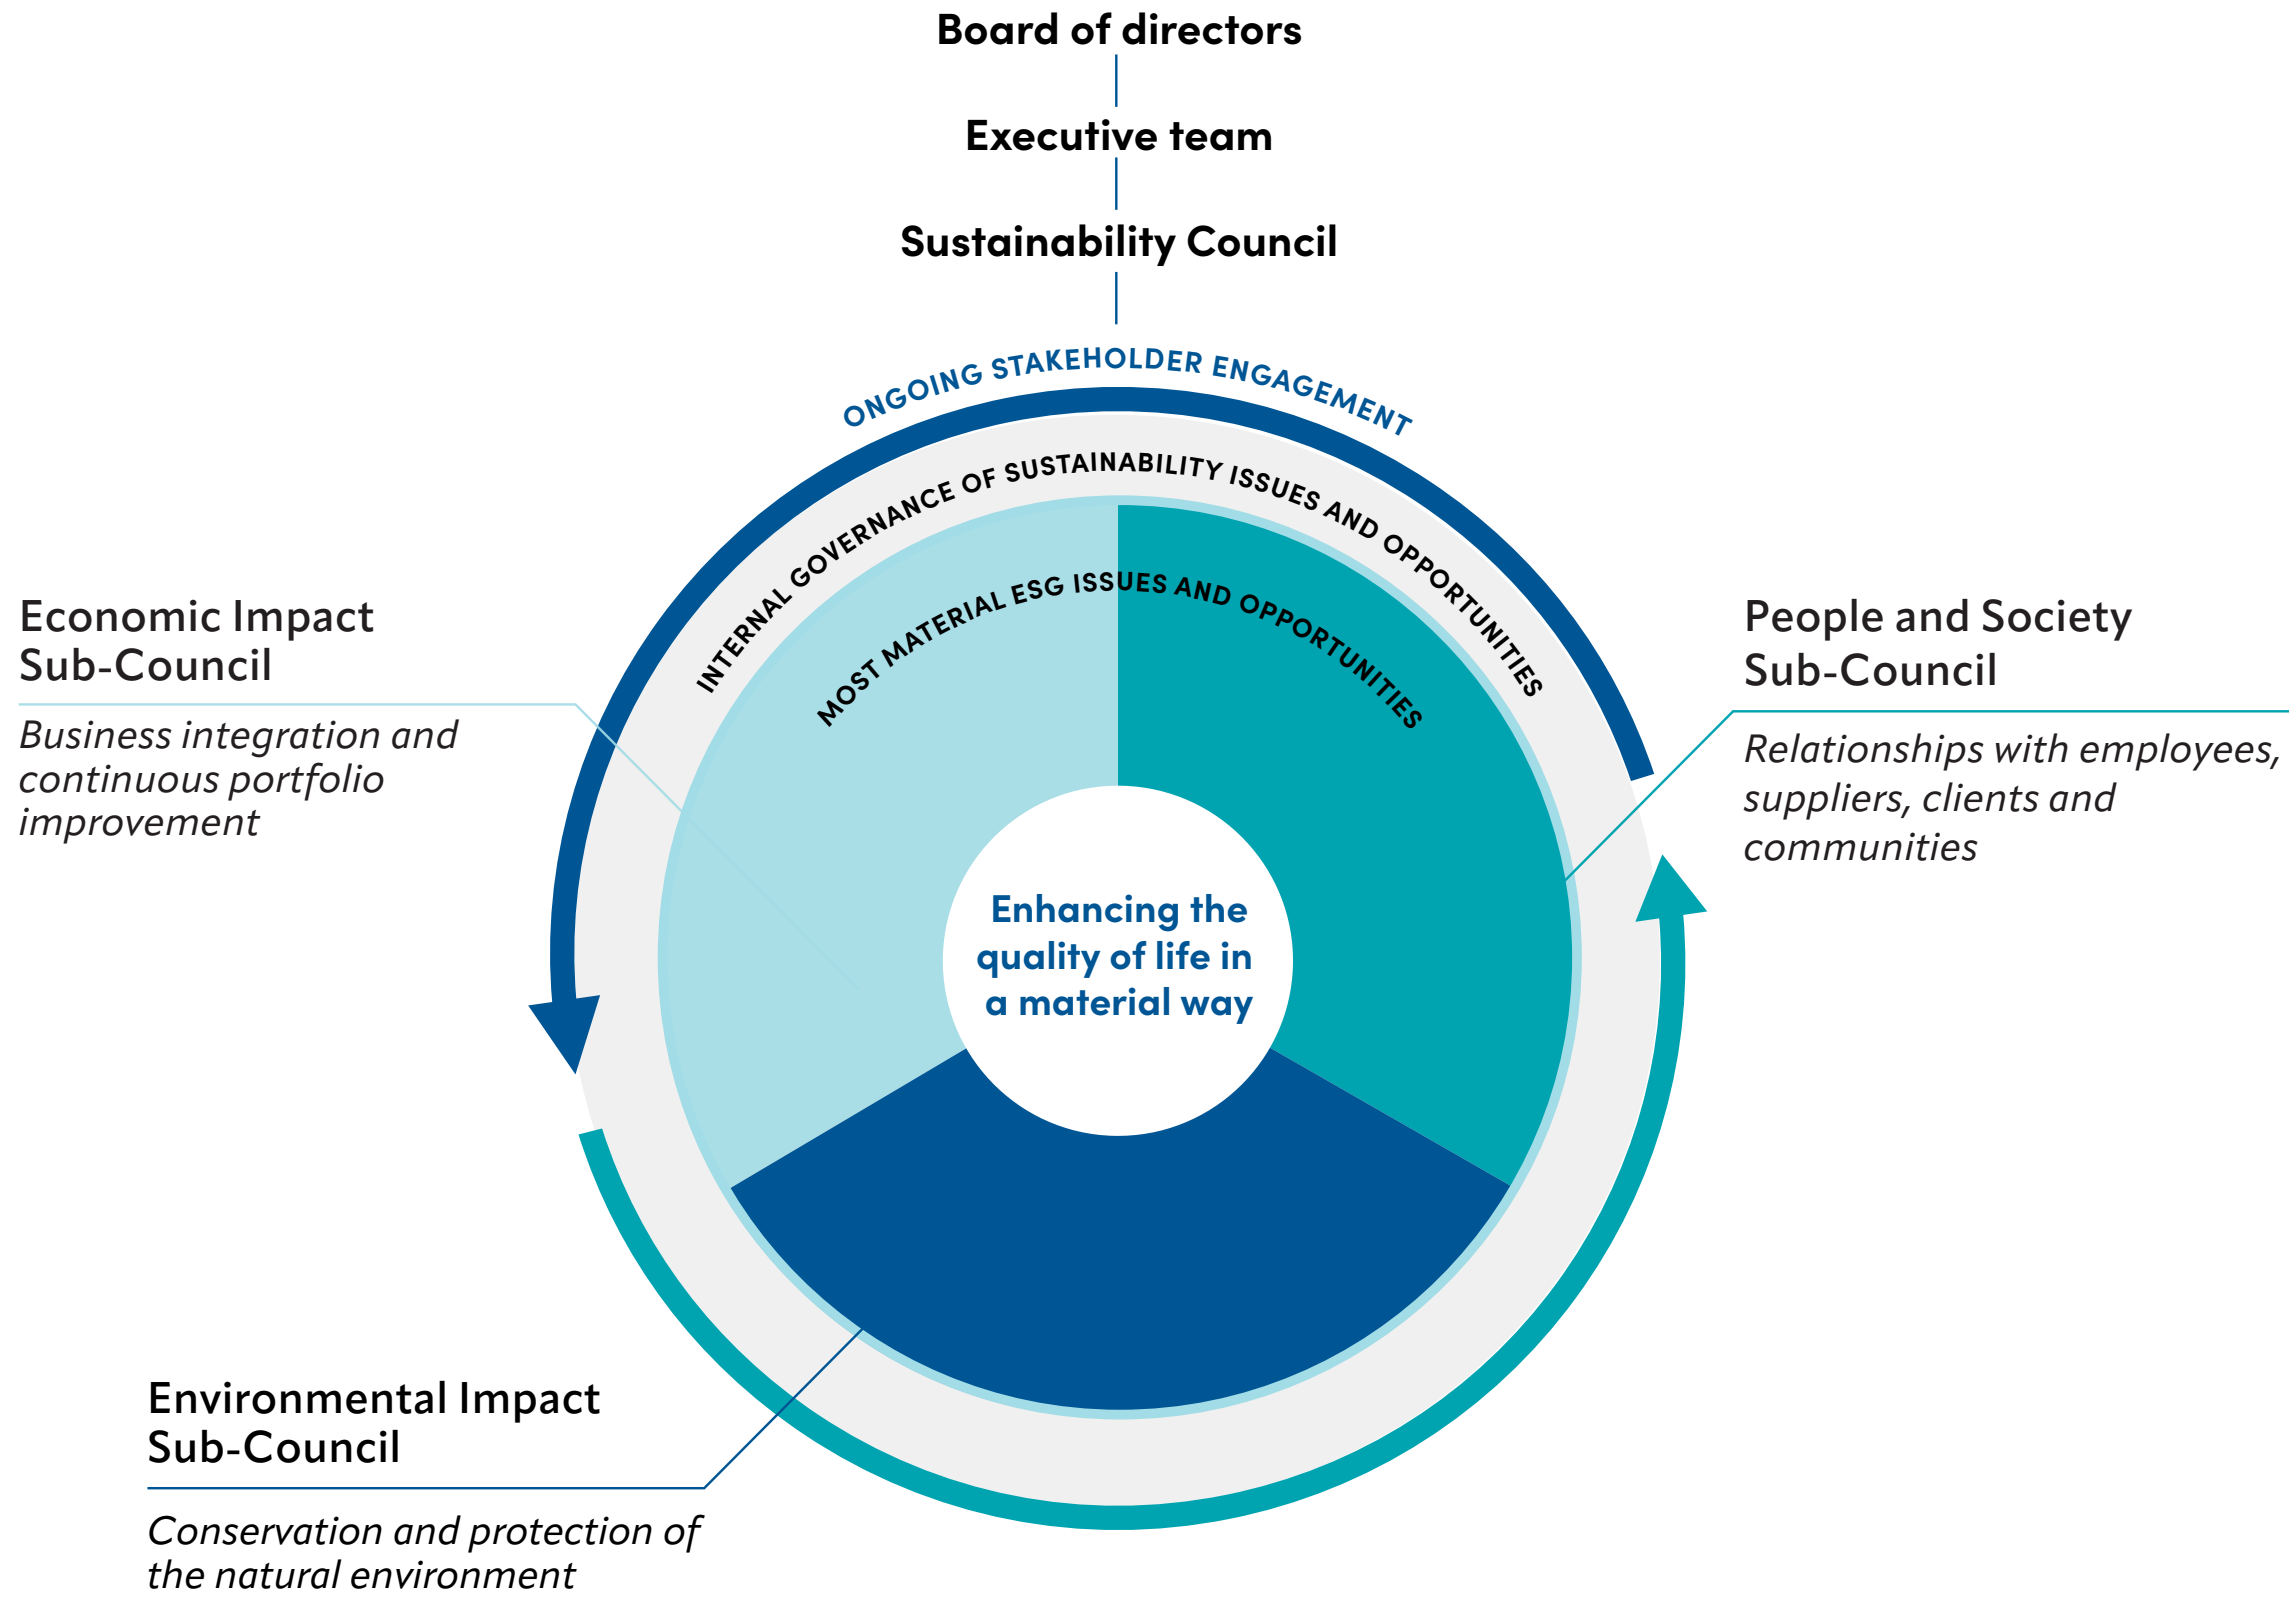 Board of directors
Executive team
Sustainability Council
ONGOING STAKEHOLDER ENGAGEMENT
INTERNAL GOVERNANCE OF SUSTAINABILITY ISSUES AND OPPORTUNITIES
MOST MATERIAL ESG ISSUES AND OPPORTUNITIES
Economic Impact
Sub-Council
Business integration and
continuous portfolio
improvement
People and Society
Sub-Council
Relationships with employees,
suppliers, clients and
communities
Enhancing the
quality of life in
a material way
Environmental Impact
Sub-Council
Conservation and protection of
the natural environment